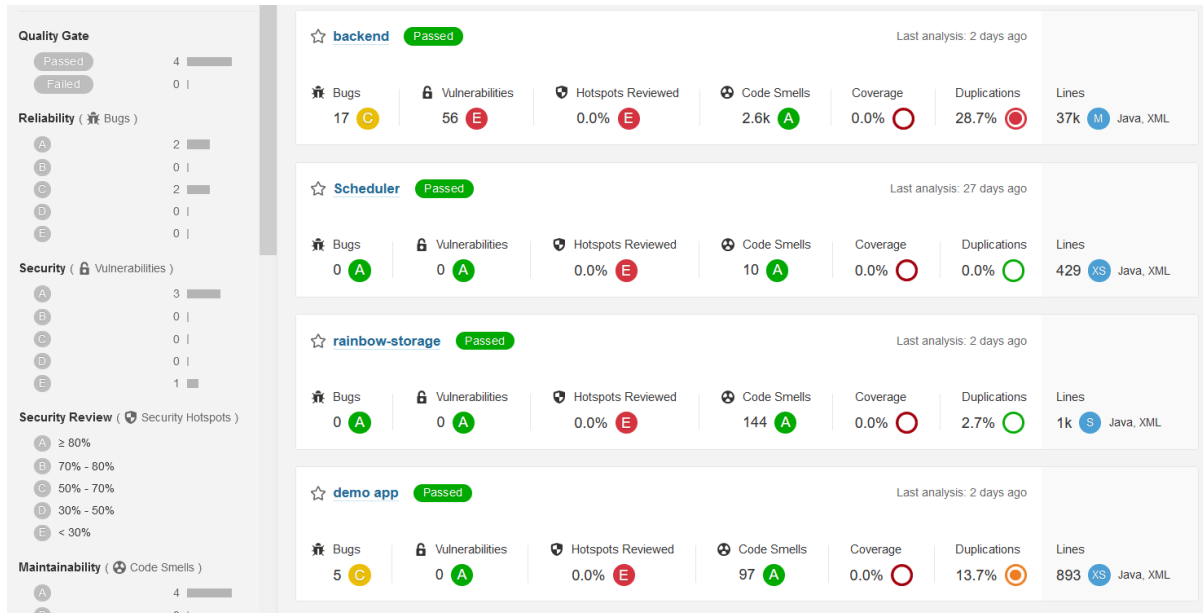 Quality Gate
Passed 4
Failed 0
Reliability ( Bugs )
A 2
B 0
C 2
D 0
E 0
Security ( Vulnerabilities )
A 3
B 0
C 0
D 0
E 1
Security Review ( Security Hotspots )
A ≥ 80%
B 70% - 80%
C 50% - 70%
D 30% - 50%
E < 30%
Maintainability ( Code Smells )
A 4
backend Passed Last analysis: 2 days ago
Bugs Vulnerabilities Hotspots Reviewed Code Smells Coverage Duplications Lines
17 C 56 E 0.0% E 2.6k A 0.0% 28.7% 37k M Java, XML
Scheduler Passed Last analysis: 27 days ago
Bugs Vulnerabilities Hotspots Reviewed Code Smells Coverage Duplications Lines
0 A 0 A 0.0% E 10 A 0.0% 0.0% 429 XS Java, XML
rainbow-storage Passed Last analysis: 2 days ago
Bugs Vulnerabilities Hotspots Reviewed Code Smells Coverage Duplications Lines
0 A 0 A 0.0% E 144 A 0.0% 2.7% 1k S Java, XML
demo app Passed Last analysis: 2 days ago
Bugs Vulnerabilities Hotspots Reviewed Code Smells Coverage Duplications Lines
5 C 0 A 0.0% E 97 A 0.0% 13.7% 893 XS Java, XML